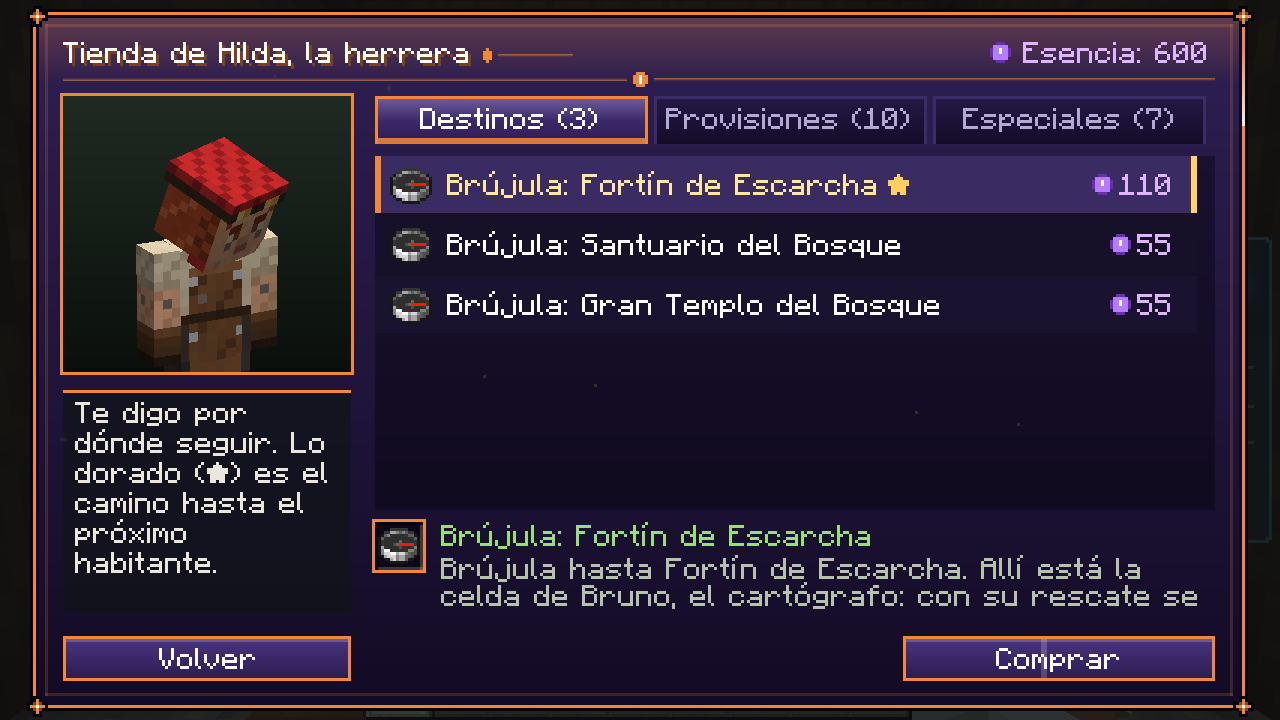 Tienda de Hilda, la herrera
Esencia: 600
Destinos (3)
Provisiones (10)
Especiales (7)
Brújula: Fortín de Escarcha ★ 110
Brújula: Santuario del Bosque 55
Brújula: Gran Templo del Bosque 55
Te digo por
dónde seguir. Lo
dorado (★) es el
camino hasta el
próximo
habitante.
Brújula: Fortín de Escarcha
Brújula hasta Fortín de Escarcha. Allí está la
celda de Bruno, el cartógrafo: con su rescate se
Volver
Comprar